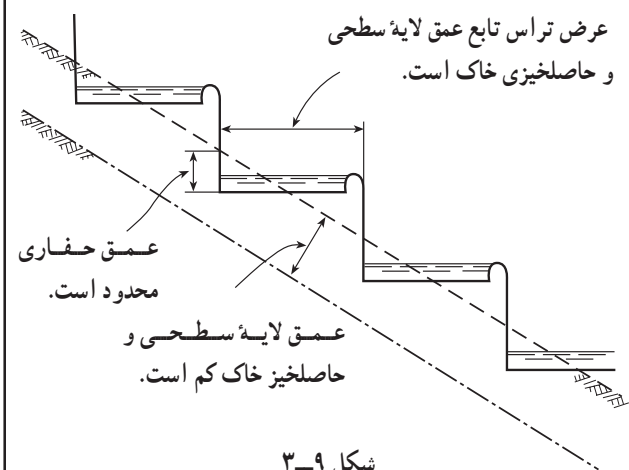 عرض تراس تابع عمق لایهٔ سطحی
و حاصلخیزی خاک است.
عمق حفاری
محدود است.
عمق لایهٔ سطحی و
حاصلخیز خاک کم است.
شکل ۹ــ۳